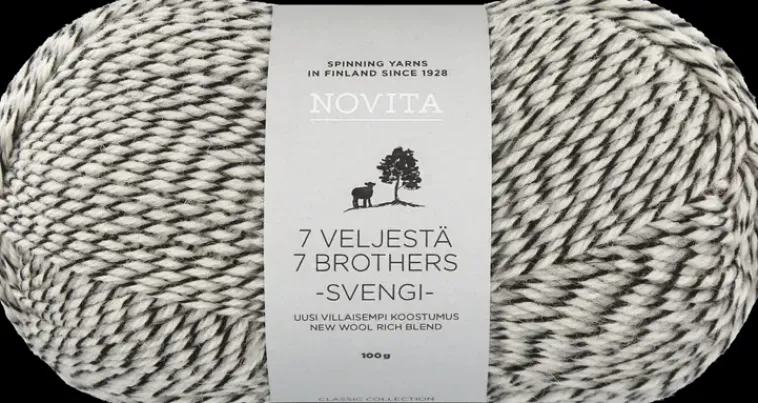 SPINNING YARNS
IN FINLAND SINCE 1928
NOVITA
7 VELJESTÄ
7 BROTHERS
-SVENGI-
UUSI VILLAISEMPI KOOSTUMUS
NEW WOOL RICH BLEND
100 g
CLASSIC COLLECTION